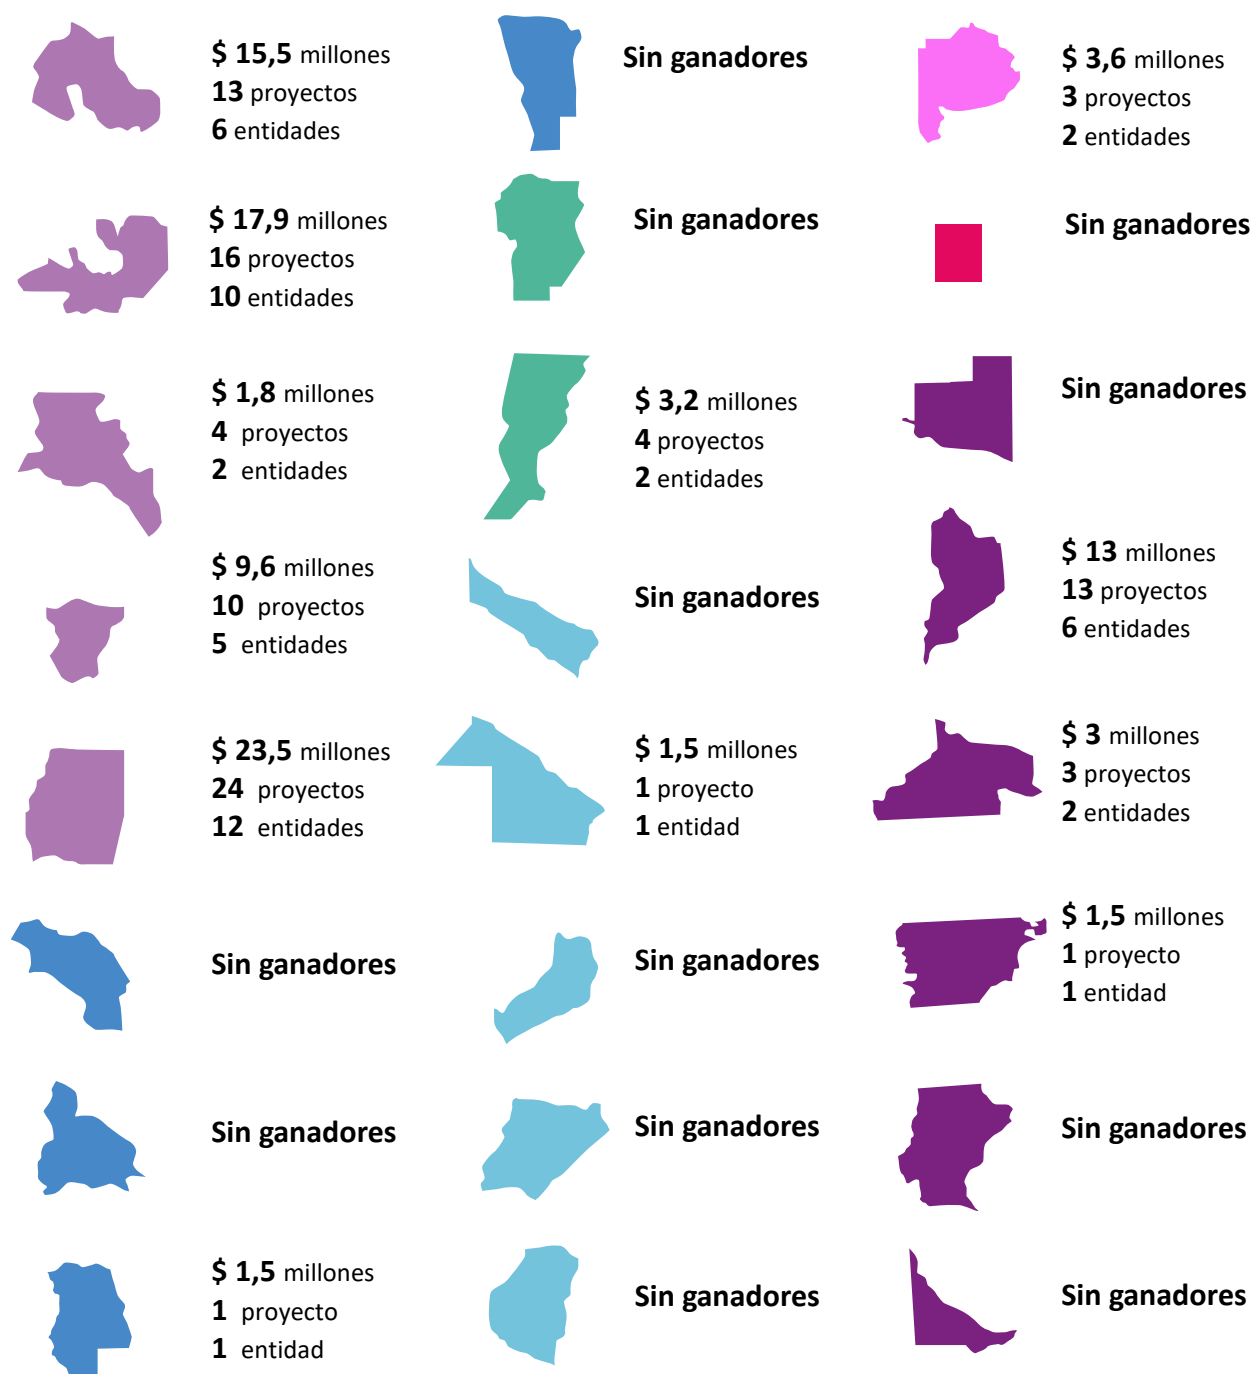 $ 15,5 millones
13 proyectos
6 entidades
$ 17,9 millones
16 proyectos
10 entidades
$ 1,8 millones
4 proyectos
2 entidades
$ 9,6 millones
10 proyectos
5 entidades
$ 23,5 millones
24 proyectos
12 entidades
Sin ganadores
Sin ganadores
$ 1,5 millones
1 proyecto
1 entidad
Sin ganadores
Sin ganadores
$ 3,2 millones
4 proyectos
2 entidades
Sin ganadores
$ 1,5 millones
1 proyecto
1 entidad
Sin ganadores
Sin ganadores
Sin ganadores
$ 3,6 millones
3 proyectos
2 entidades
Sin ganadores
Sin ganadores
$ 13 millones
13 proyectos
6 entidades
$ 3 millones
3 proyectos
2 entidades
$ 1,5 millones
1 proyecto
1 entidad
Sin ganadores
Sin ganadores